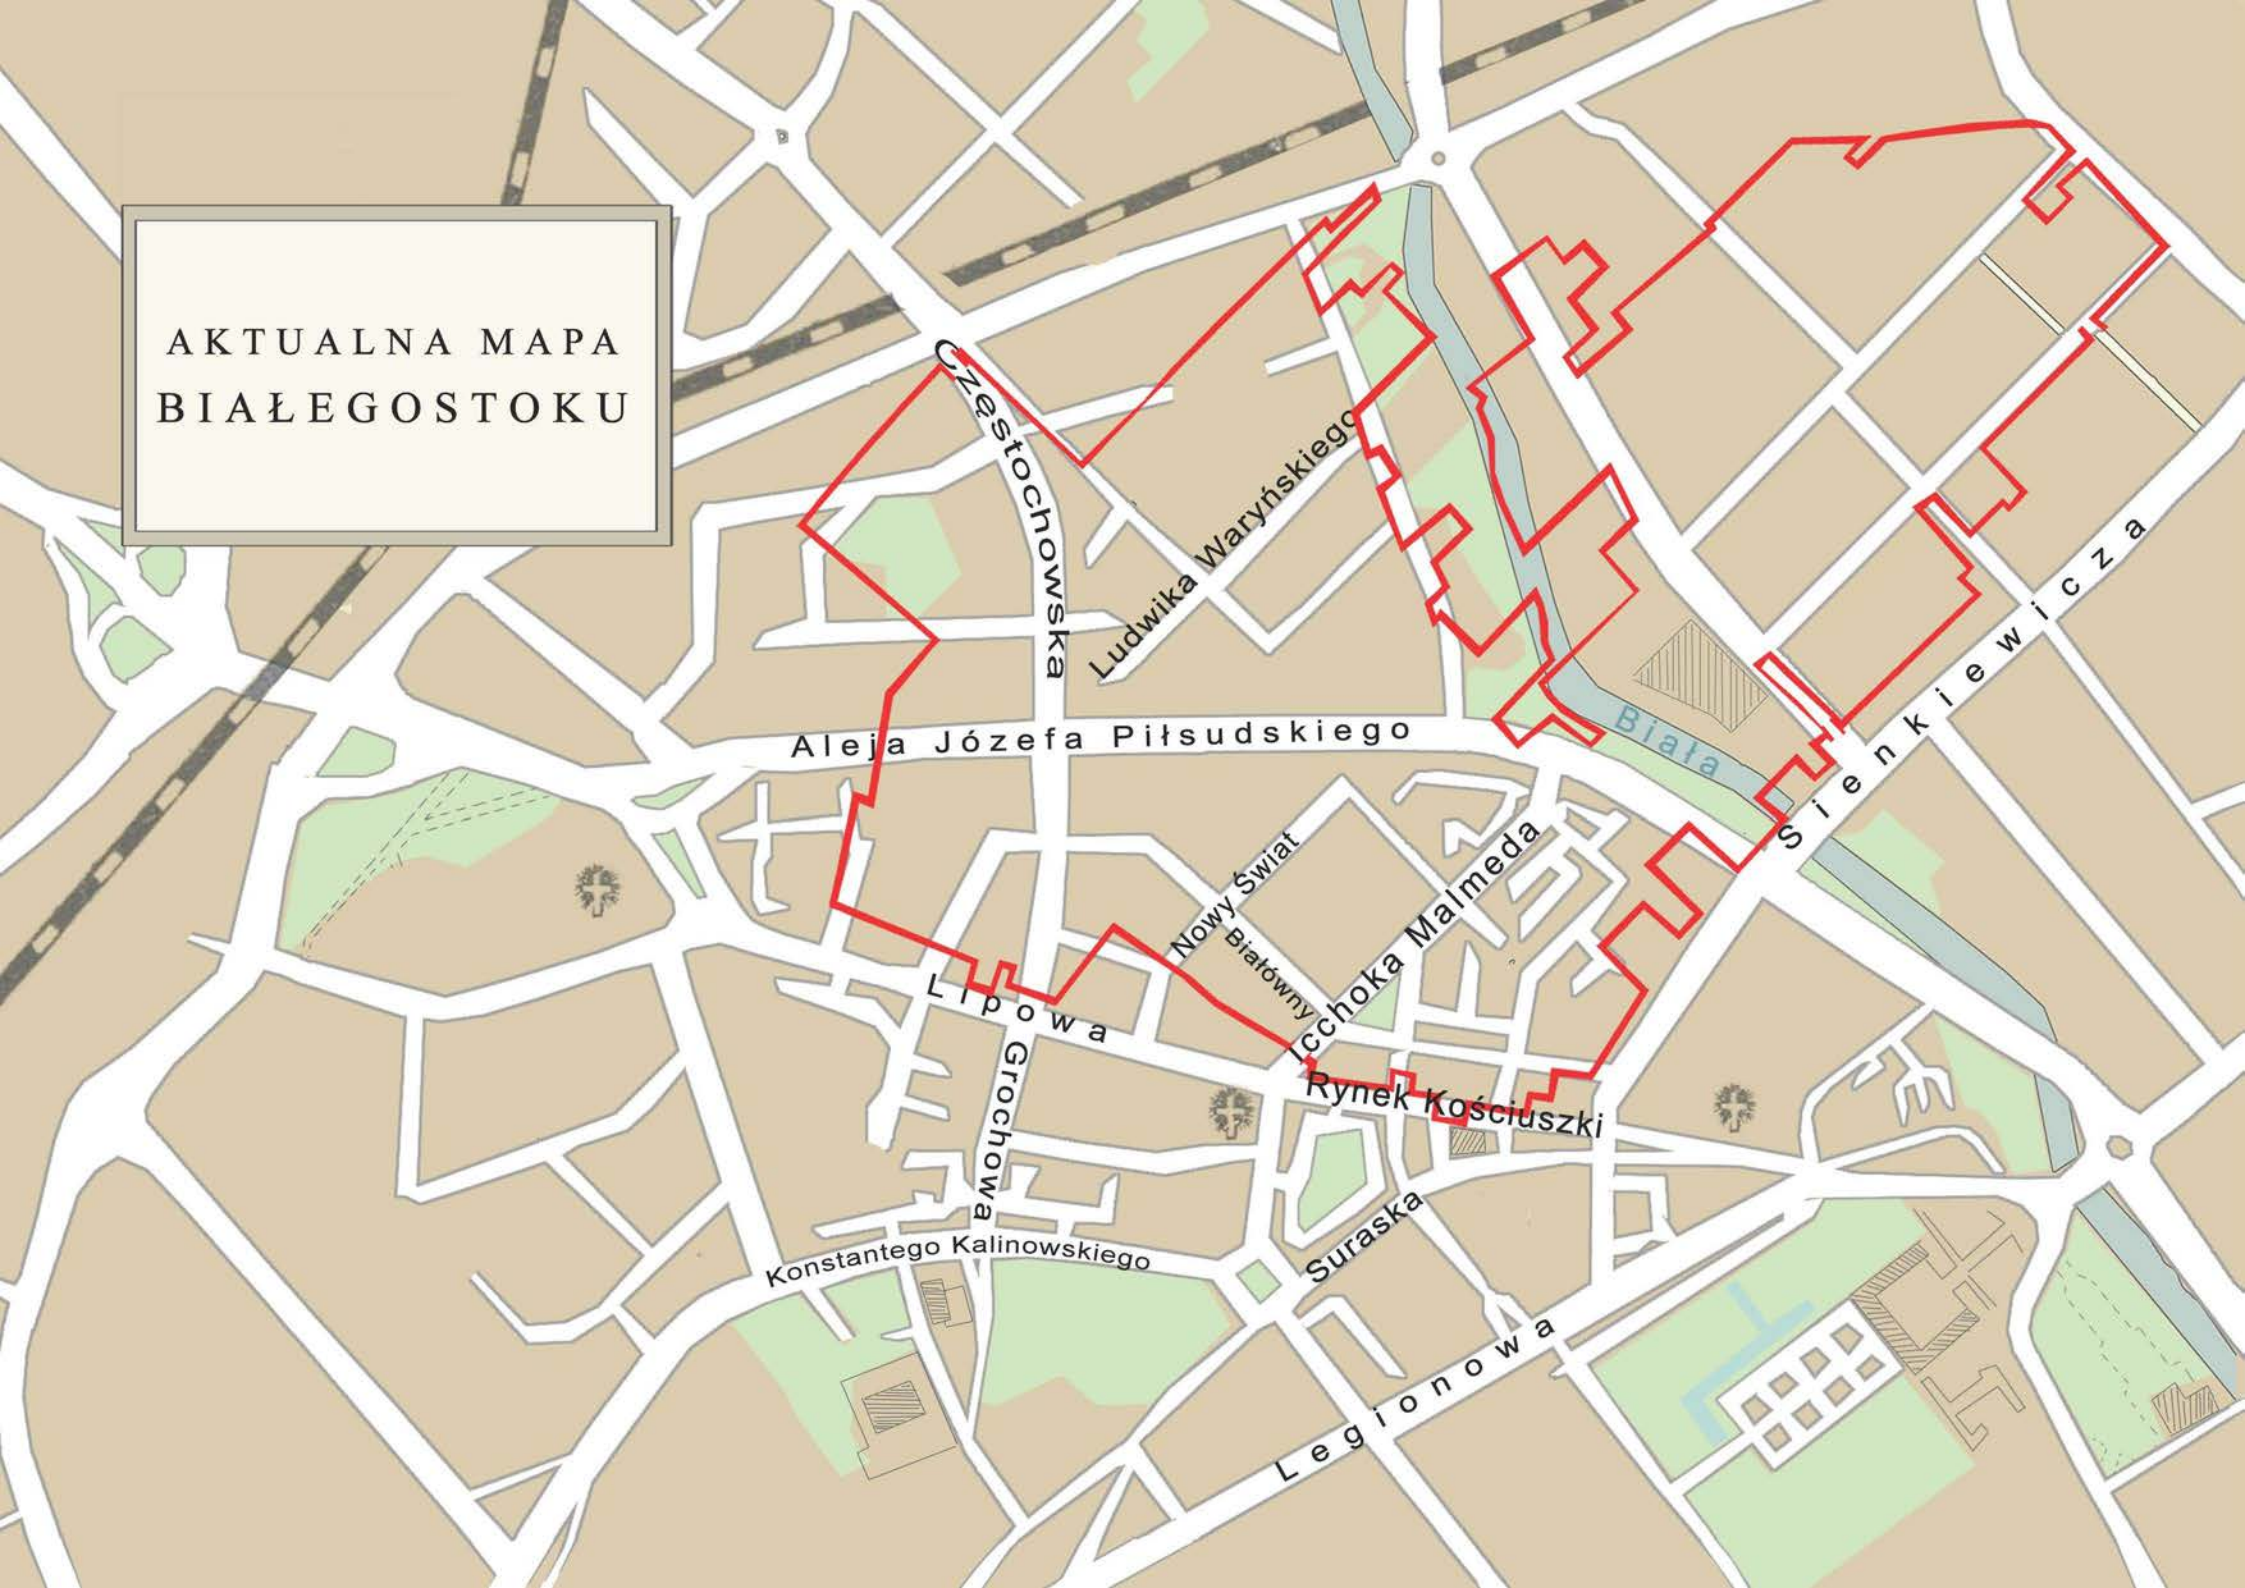 AKTUALNA MAPA
BIAŁEGOSTOKU
Częstochowska
Ludwika Waryńskiego
Aleja Józefa Piłsudskiego
Biała
Sienkiewicza
Nowy Świat
Białówny
Icchoka Malmeda
Lipowa
Grochowa
Rynek Kościuszki
Suraska
Konstantego Kalinowskiego
Legionowa